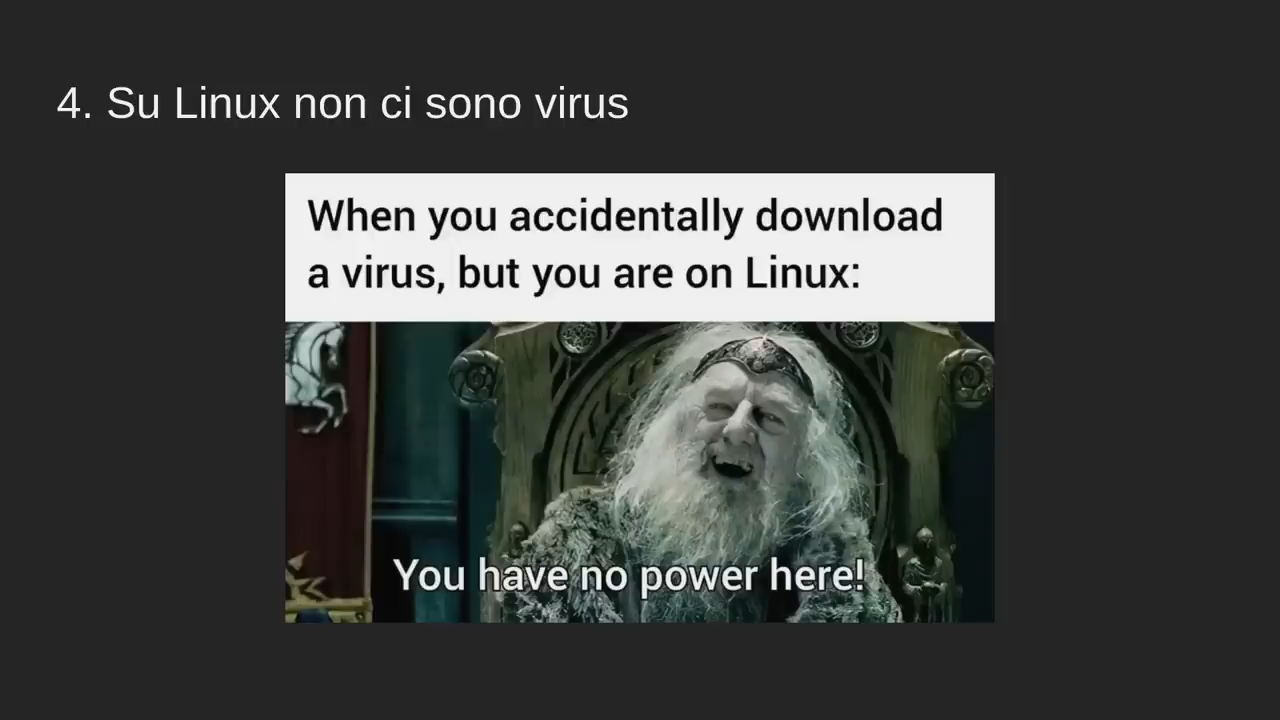 4. Su Linux non ci sono virus
When you accidentally download
a virus, but you are on Linux:
You have no power here!